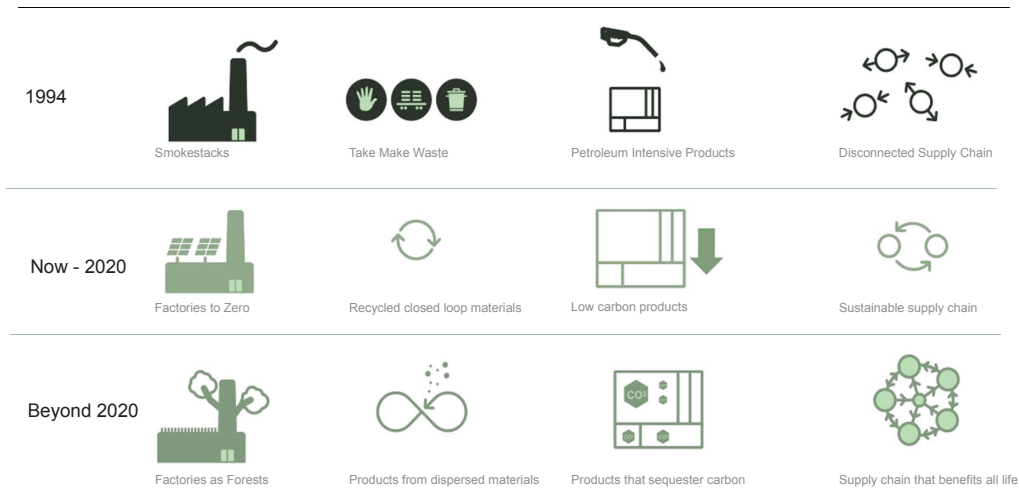 1994
Smokestacks
Take Make Waste
Petroleum Intensive Products
Disconnected Supply Chain
Now - 2020
Factories to Zero
Recycled closed loop materials
Low carbon products
Sustainable supply chain
Beyond 2020
CO²
Factories as Forests
Products from dispersed materials
Products that sequester carbon
Supply chain that benefits all life